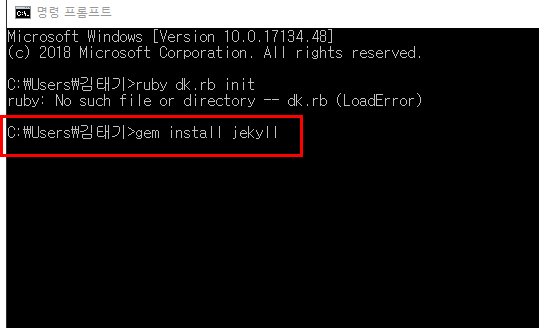 명령 프롬프트
Microsoft Windows [Version 10.0.17134.48]
(c) 2018 Microsoft Corporation. All rights reserved.
C:₩Users₩김태기>ruby dk.rb init
ruby: No such file or directory -- dk.rb (LoadError)
C:₩Users₩김태기>gem install jekyll